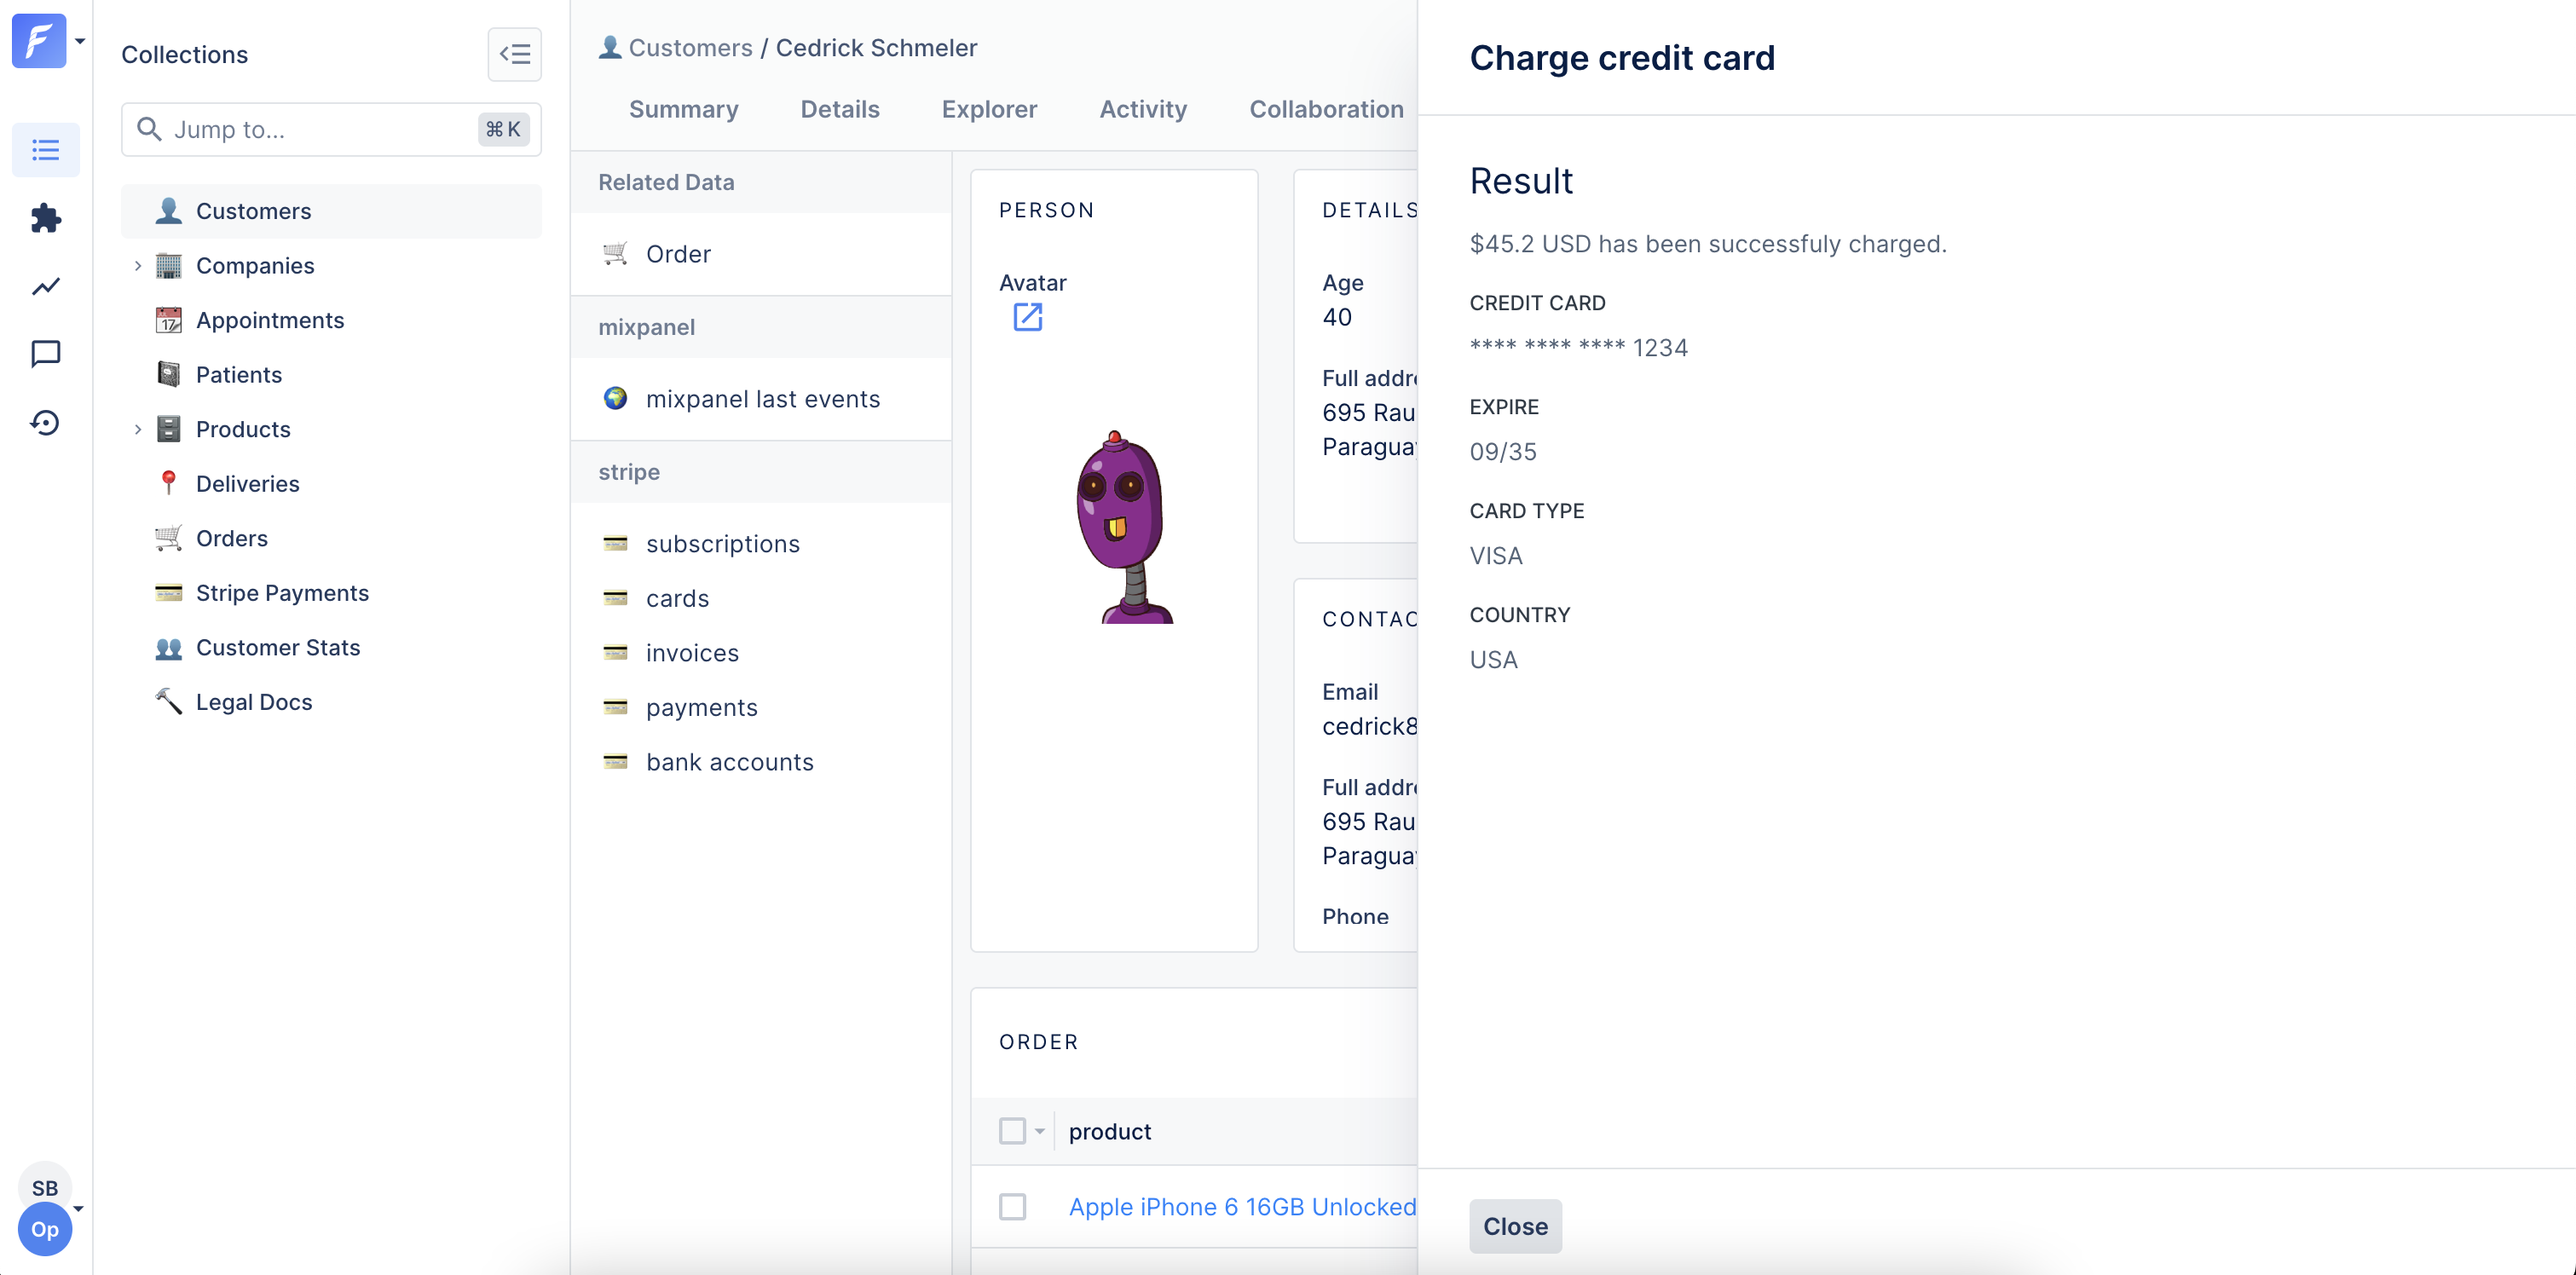 Collections
Jump to...
⌘ K
Customers
Companies
Appointments
Patients
Products
Deliveries
Orders
Stripe Payments
Customer Stats
Legal Docs
SB
Op
Customers / Cedrick Schmeler
Summary
Details
Explorer
Activity
Collaboration
Related Data
Order
mixpanel
mixpanel last events
stripe
subscriptions
cards
invoices
payments
bank accounts
PERSON
Avatar
DETAILS
Age
40
Full addre
695 Rau
Paragua
CONTAC
Email
cedrick8
Full addre
695 Rau
Paragua
Phone
ORDER
product
Apple iPhone 6 16GB Unlocked
Charge credit card
Result
$45.2 USD has been successfuly charged.
CREDIT CARD
**** **** **** 1234
EXPIRE
09/35
CARD TYPE
VISA
COUNTRY
USA
Close